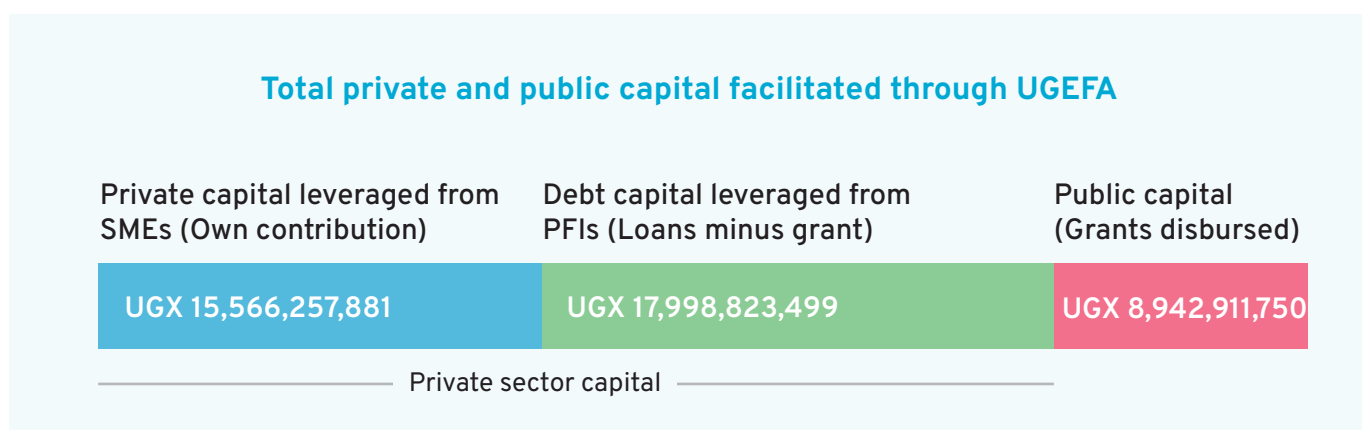 Total private and public capital facilitated through UGEFA
Private capital leveraged from
SMEs (Own contribution)
Debt capital leveraged from
PFIs (Loans minus grant)
Public capital
(Grants disbursed)
UGX 15,566,257,881
UGX 17,998,823,499
UGX 8,942,911,750
Private sector capital